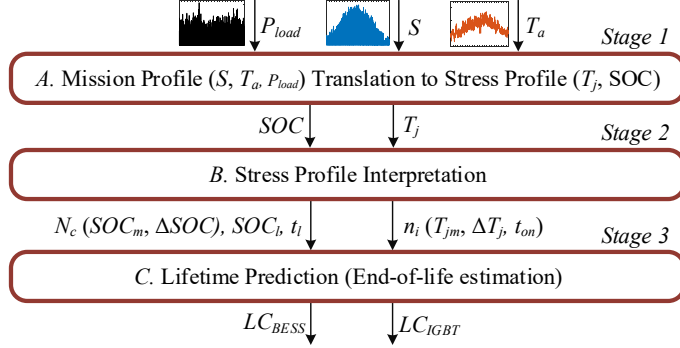 P_load S T_a
Stage 1
A. Mission Profile (S, T_a, P_load) Translation to Stress Profile (T_j, SOC)
SOC T_j
Stage 2
B. Stress Profile Interpretation
N_c (SOC_m, ΔSOC), SOC_l, t_l n_i (T_jm, ΔT_j, t_on)
Stage 3
C. Lifetime Prediction (End-of-life estimation)
LC_BESS LC_IGBT